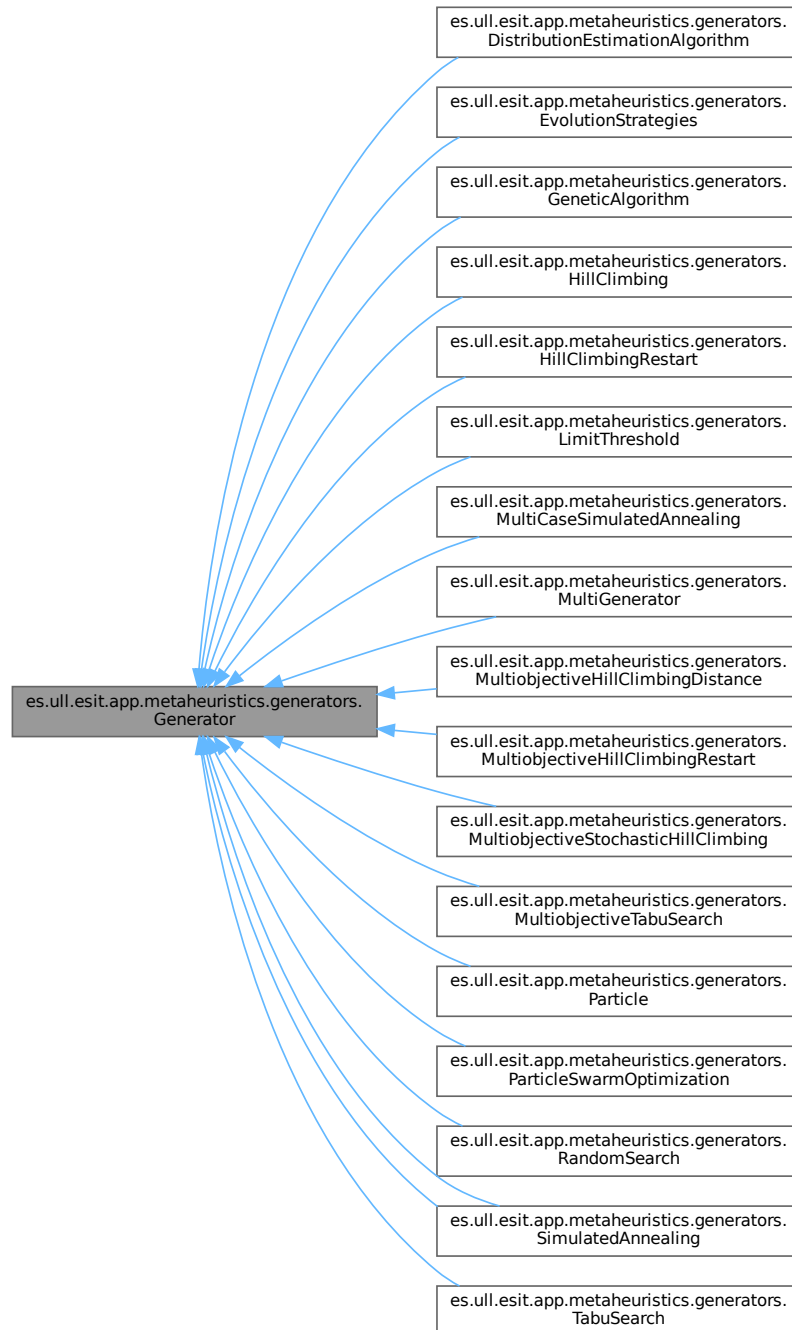 es.ull.esit.app.metaheuristics.generators.
DistributionEstimationAlgorithm
es.ull.esit.app.metaheuristics.generators.
EvolutionStrategies
es.ull.esit.app.metaheuristics.generators.
GeneticAlgorithm
es.ull.esit.app.metaheuristics.generators.
HillClimbing
es.ull.esit.app.metaheuristics.generators.
HillClimbingRestart
es.ull.esit.app.metaheuristics.generators.
LimitThreshold
es.ull.esit.app.metaheuristics.generators.
MultiCaseSimulatedAnnealing
es.ull.esit.app.metaheuristics.generators.
MultiGenerator
es.ull.esit.app.metaheuristics.generators.
MultiobjectiveHillClimbingDistance
es.ull.esit.app.metaheuristics.generators.
Generator
es.ull.esit.app.metaheuristics.generators.
MultiobjectiveHillClimbingRestart
es.ull.esit.app.metaheuristics.generators.
MultiobjectiveStochasticHillClimbing
es.ull.esit.app.metaheuristics.generators.
MultiobjectiveTabuSearch
es.ull.esit.app.metaheuristics.generators.
Particle
es.ull.esit.app.metaheuristics.generators.
ParticleSwarmOptimization
es.ull.esit.app.metaheuristics.generators.
RandomSearch
es.ull.esit.app.metaheuristics.generators.
SimulatedAnnealing
es.ull.esit.app.metaheuristics.generators.
TabuSearch